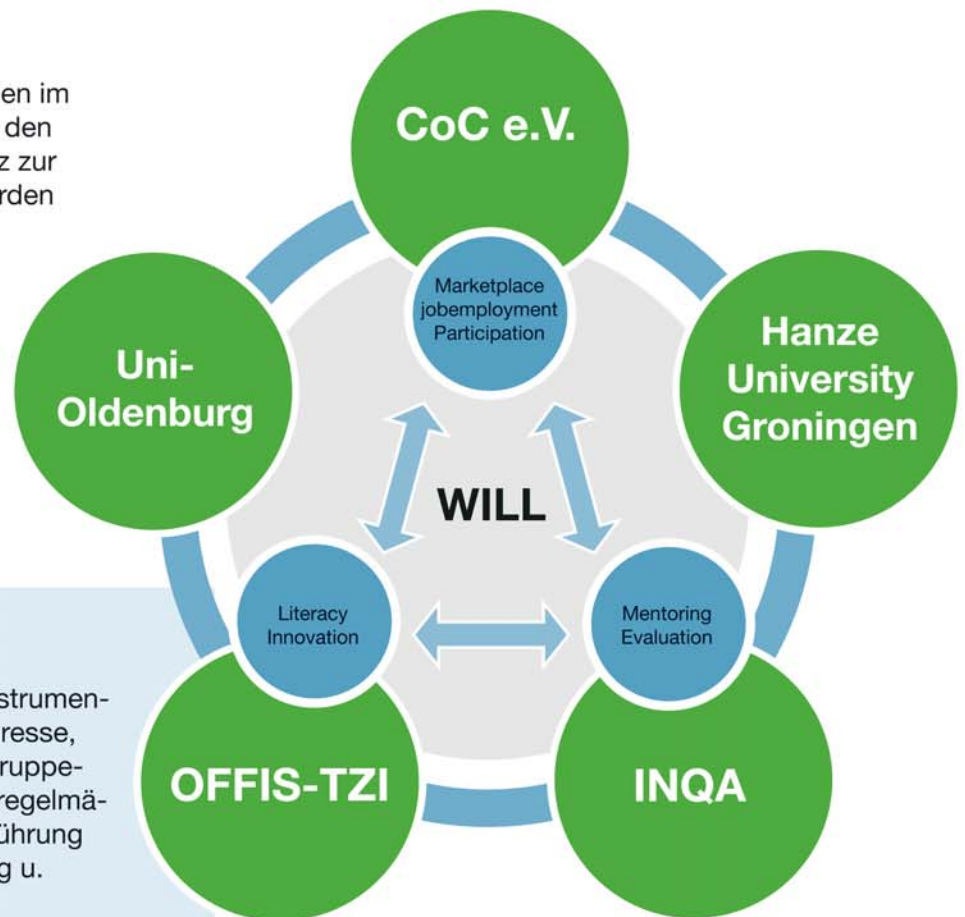 en im
den
z zur
rden
CoC e.V.
Marketplace
jobemployment
Participation
Uni-
Oldenburg
Hanze
University
Groningen
WILL
Literacy
Innovation
Mentoring
Evaluation
OFFIS-TZI
INQA
strumen-
resse,
ruppe-
regelmä-
ührung
g u.